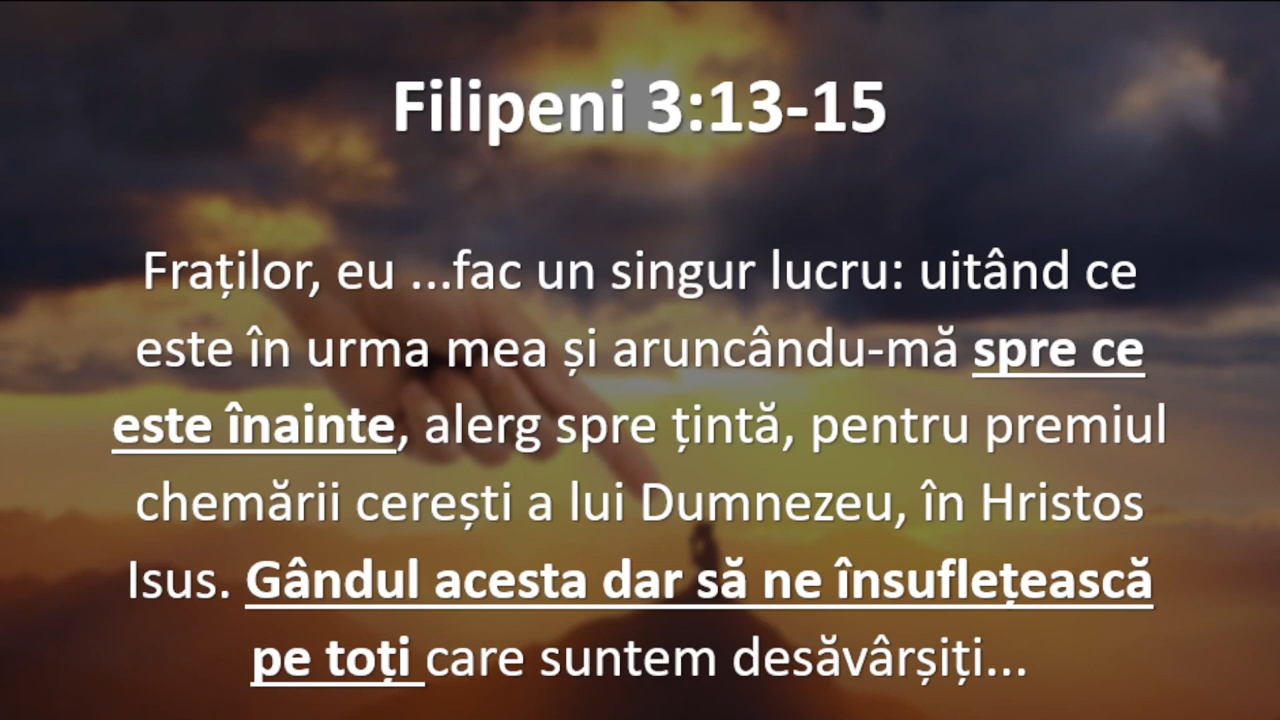 Filipeni 3:13-15
Fraților, eu ...fac un singur lucru: uitând ce
este în urma mea și aruncându-mă spre ce
este înainte, alerg spre țintă, pentru premiul
chemării cerești a lui Dumnezeu, în Hristos
Isus. Gândul acesta dar să ne însuflețească
pe toți care suntem desăvârșiți...